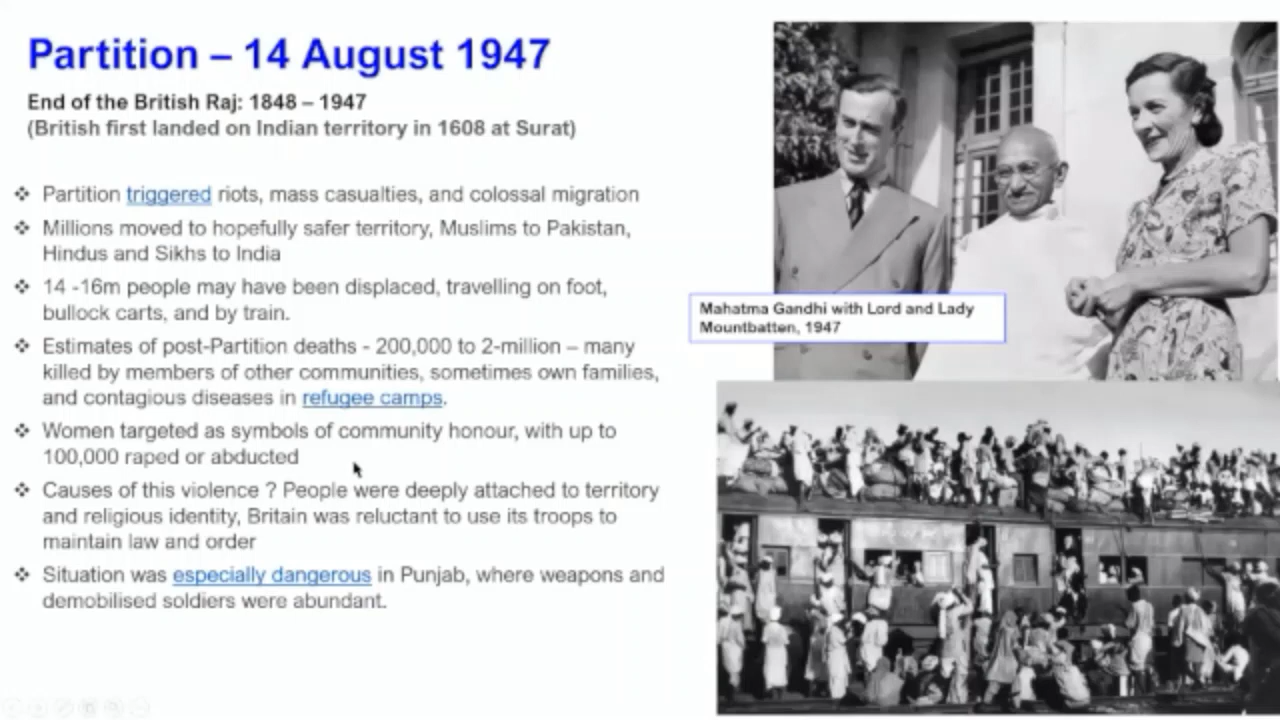 Partition – 14 August 1947
End of the British Raj: 1848 – 1947
(British first landed on Indian territory in 1608 at Surat)
❖ Partition triggered riots, mass casualties, and colossal migration
❖ Millions moved to hopefully safer territory, Muslims to Pakistan,
Hindus and Sikhs to India
❖ 14 -16m people may have been displaced, travelling on foot,
bullock carts, and by train.
❖ Estimates of post-Partition deaths - 200,000 to 2-million – many
killed by members of other communities, sometimes own families,
and contagious diseases in refugee camps.
❖ Women targeted as symbols of community honour, with up to
100,000 raped or abducted
❖ Causes of this violence ? People were deeply attached to territory
and religious identity, Britain was reluctant to use its troops to
maintain law and order
❖ Situation was especially dangerous in Punjab, where weapons and
demobilised soldiers were abundant.
Mahatma Gandhi with Lord and Lady
Mountbatten, 1947